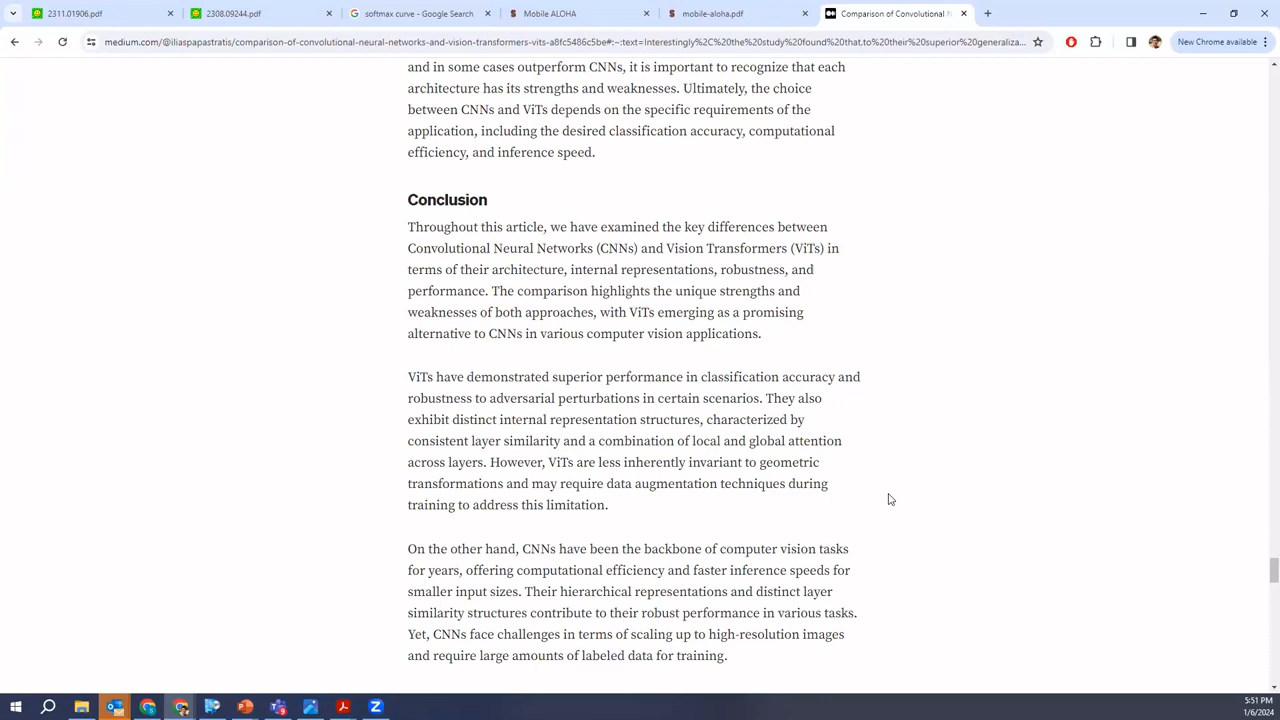 2311.01906.pdf
2308.09244.pdf
softmax curve - Google Search
Mobile ALOHA
mobile-aloha.pdf
Comparison of Convolutional N
medium.com/@iliaspapastratis/comparison-of-convolutional-neural-networks-and-vision-transformers-vits-a8fc5486c5be#:~:text=Interestingly%2C%20the%20study%20found%20that,to%20their%20superior%20generaliza...
New Chrome available
and in some cases outperform CNNs, it is important to recognize that each
architecture has its strengths and weaknesses. Ultimately, the choice
between CNNs and ViTs depends on the specific requirements of the
application, including the desired classification accuracy, computational
efficiency, and inference speed.
Conclusion
Throughout this article, we have examined the key differences between
Convolutional Neural Networks (CNNs) and Vision Transformers (ViTs) in
terms of their architecture, internal representations, robustness, and
performance. The comparison highlights the unique strengths and
weaknesses of both approaches, with ViTs emerging as a promising
alternative to CNNs in various computer vision applications.
ViTs have demonstrated superior performance in classification accuracy and
robustness to adversarial perturbations in certain scenarios. They also
exhibit distinct internal representation structures, characterized by
consistent layer similarity and a combination of local and global attention
across layers. However, ViTs are less inherently invariant to geometric
transformations and may require data augmentation techniques during
training to address this limitation.
On the other hand, CNNs have been the backbone of computer vision tasks
for years, offering computational efficiency and faster inference speeds for
smaller input sizes. Their hierarchical representations and distinct layer
similarity structures contribute to their robust performance in various tasks.
Yet, CNNs face challenges in terms of scaling up to high-resolution images
and require large amounts of labeled data for training.
5:51 PM
1/6/2024